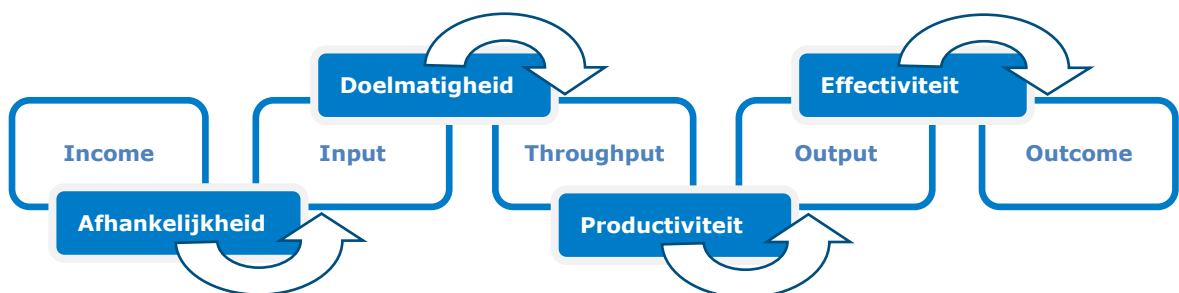 Doelmatigheid
Effectiviteit
Income
Input
Throughput
Output
Outcome
Afhankelijkheid
Productiviteit